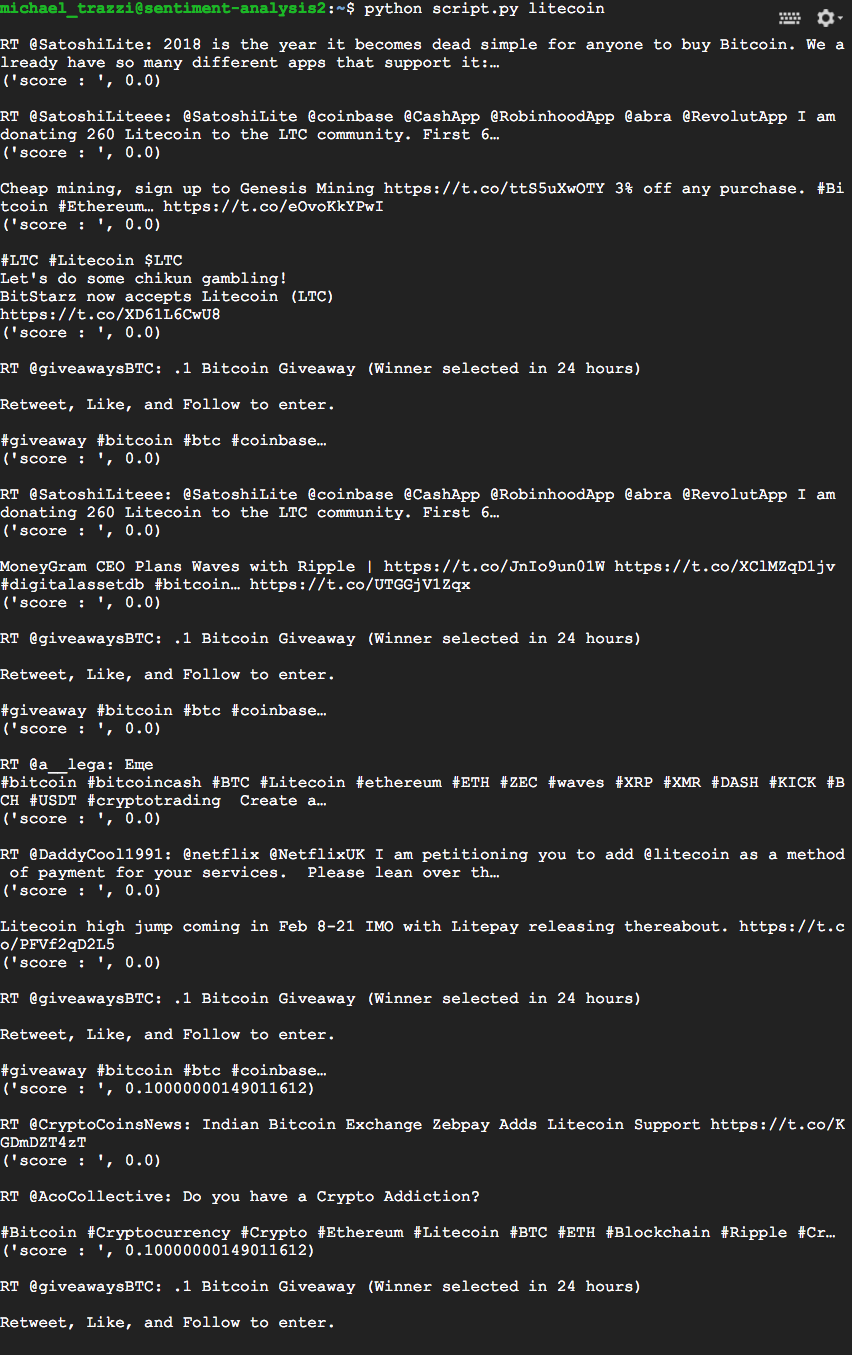 michael_trazzi@sentiment-analysis2:~$ python script.py litecoin
RT @SatoshiLite: 2018 is the year it becomes dead simple for anyone to buy Bitcoin. We a
lready have so many different apps that support it:…
('score : ', 0.0)
RT @SatoshiLiteee: @SatoshiLite @coinbase @CashApp @RobinhoodApp @abra @RevolutApp I am
donating 260 Litecoin to the LTC community. First 6…
('score : ', 0.0)
Cheap mining, sign up to Genesis Mining https://t.co/ttS5uXwOTY 3% off any purchase. #Bi
tcoin #Ethereum… https://t.co/eOvoKkYPwI
('score : ', 0.0)
#LTC #Litecoin $LTC
Let's do some chikun gambling!
BitStarz now accepts Litecoin (LTC)
https://t.co/XD61L6CwU8
('score : ', 0.0)
RT @giveawaysBTC: .1 Bitcoin Giveaway (Winner selected in 24 hours)
Retweet, Like, and Follow to enter.
#giveaway #bitcoin #btc #coinbase…
('score : ', 0.0)
RT @SatoshiLiteee: @SatoshiLite @coinbase @CashApp @RobinhoodApp @abra @RevolutApp I am
donating 260 Litecoin to the LTC community. First 6…
('score : ', 0.0)
MoneyGram CEO Plans Waves with Ripple | https://t.co/JnIo9un01W https://t.co/XClMZqD1jv
#digitalassetdb #bitcoin… https://t.co/UTGGjV1Zqx
('score : ', 0.0)
RT @giveawaysBTC: .1 Bitcoin Giveaway (Winner selected in 24 hours)
Retweet, Like, and Follow to enter.
#giveaway #bitcoin #btc #coinbase…
('score : ', 0.0)
RT @a__lega: Еще
#bitcoin #bitcoincash #BTC #Litecoin #ethereum #ETH #ZEC #waves #XRP #XMR #DASH #KICK #B
CH #USDT #cryptotrading  Create a…
('score : ', 0.0)
RT @DaddyCool1991: @netflix @NetflixUK I am petitioning you to add @litecoin as a method
 of payment for your services.  Please lean over th…
('score : ', 0.0)
Litecoin high jump coming in Feb 8-21 IMO with Litepay releasing thereabout. https://t.c
o/PFVf2qD2L5
('score : ', 0.0)
RT @giveawaysBTC: .1 Bitcoin Giveaway (Winner selected in 24 hours)
Retweet, Like, and Follow to enter.
#giveaway #bitcoin #btc #coinbase…
('score : ', 0.10000000149011612)
RT @CryptoCoinsNews: Indian Bitcoin Exchange Zebpay Adds Litecoin Support https://t.co/K
GDmDZT4zT
('score : ', 0.0)
RT @AcoCollective: Do you have a Crypto Addiction?
#Bitcoin #Cryptocurrency #Crypto #Ethereum #Litecoin #BTC #ETH #Blockchain #Ripple #Cr…
('score : ', 0.10000000149011612)
RT @giveawaysBTC: .1 Bitcoin Giveaway (Winner selected in 24 hours)
Retweet, Like, and Follow to enter.